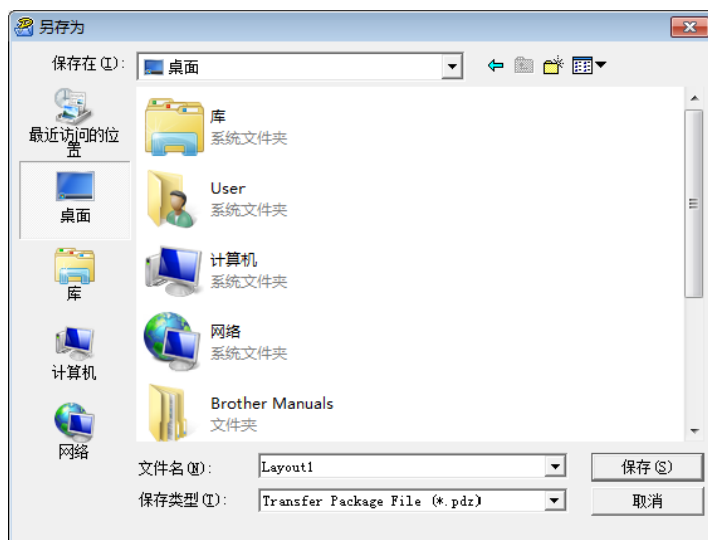 另存为
保存在(I):
桌面
最近访问的位
置
桌面
库
计算机
网络
库
系统文件夹
User
系统文件夹
计算机
系统文件夹
网络
系统文件夹
Brother Manuals
文件夹
文件名(N):
Layout1
保存(S)
保存类型(T):
Transfer Package File (*.pdz)
取消